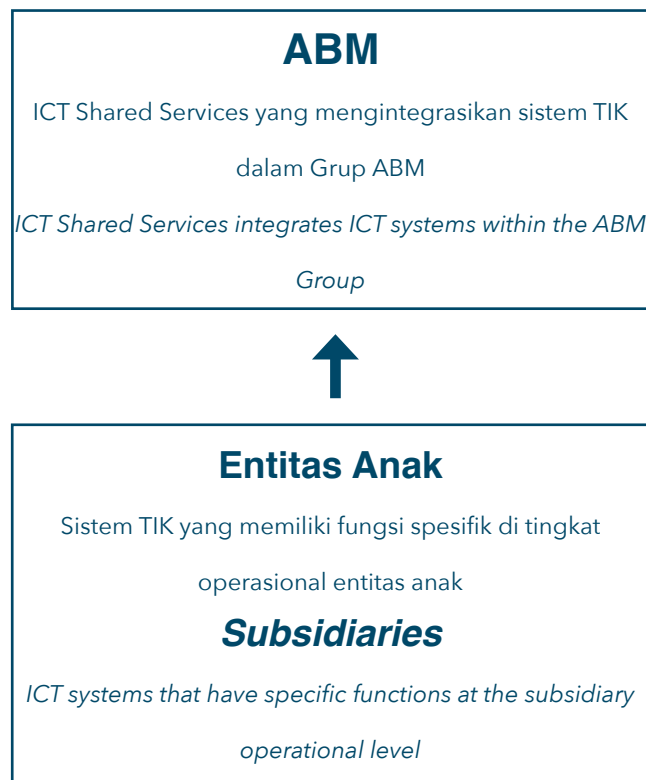 ABM
ICT Shared Services yang mengintegrasikan sistem TIK
dalam Grup ABM
ICT Shared Services integrates ICT systems within the ABM
Group
Entitas Anak
Sistem TIK yang memiliki fungsi spesifik di tingkat
operasional entitas anak
Subsidiaries
ICT systems that have specific functions at the subsidiary
operational level